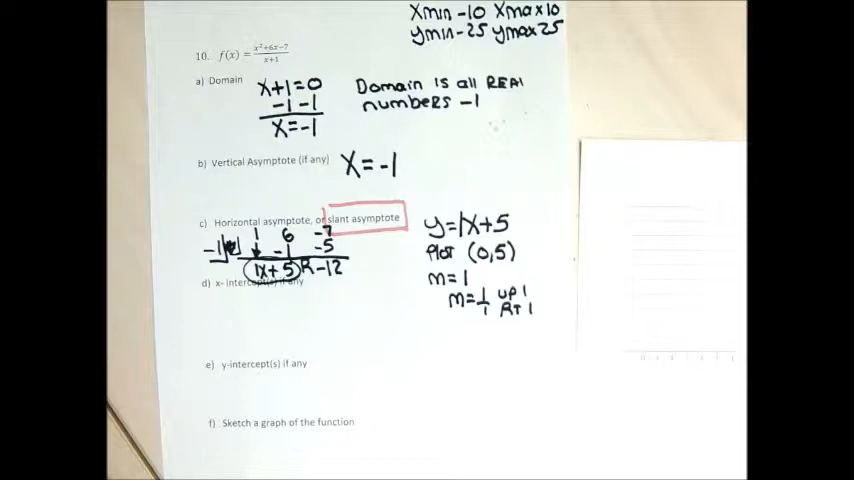 Xmin -10 Xmax 10
ymin -25 ymax 25
10. f(x) = x²+6x-7 / x+1
a) Domain
x+1=0
-1 -1
x=-1
Domain is all REAl
numbers -1
b) Vertical Asymptote (if any)
X=-1
c) Horizontal asymptote, or slant asymptote
1 6 -7
-1 -1 -5
1x+5 R-12
y=1x+5
Plot (0,5)
m=1
m=1/1 up 1
RT 1
d) x- intercept(s) if any
e) y-intercept(s) if any
f) Sketch a graph of the function